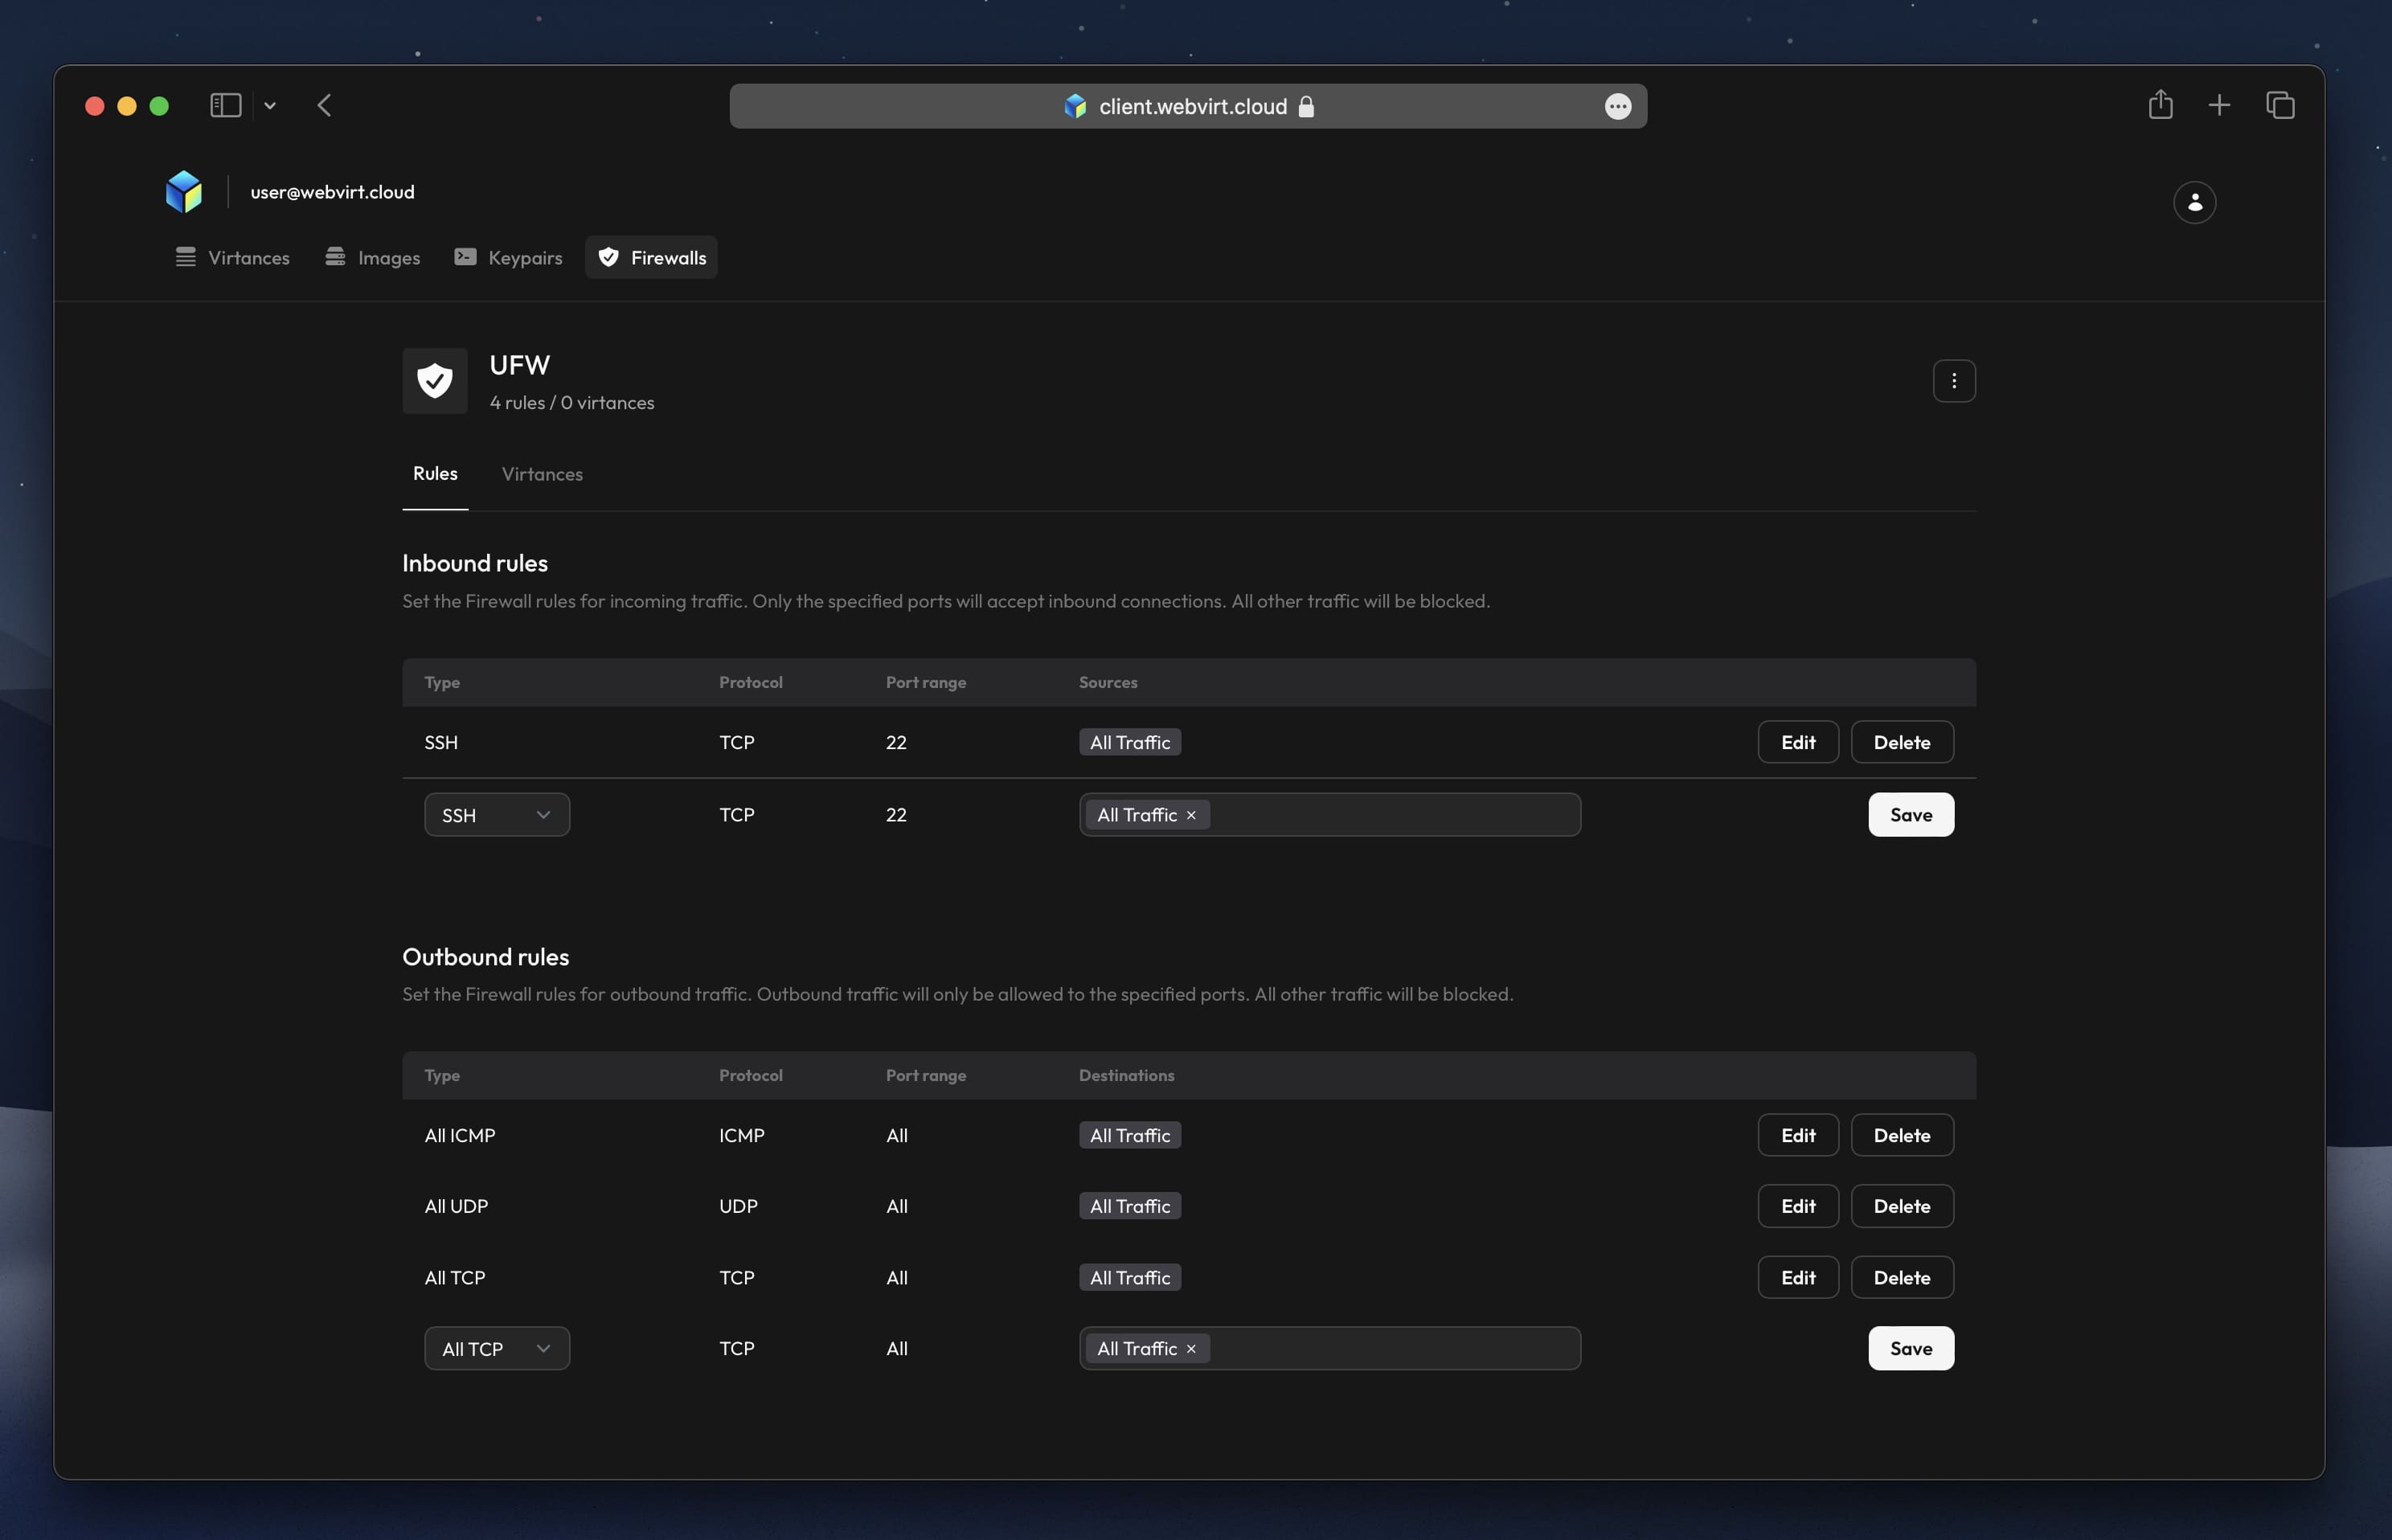 client.webvirt.cloud
user@webvirt.cloud
Virtances Images Keypairs Firewalls
UFW
4 rules / 0 virtances
Rules Virtances
Inbound rules
Set the Firewall rules for incoming traffic. Only the specified ports will accept inbound connections. All other traffic will be blocked.
Type Protocol Port range Sources
SSH TCP 22 All Traffic Edit Delete
SSH TCP 22 All Traffic × Save
Outbound rules
Set the Firewall rules for outbound traffic. Outbound traffic will only be allowed to the specified ports. All other traffic will be blocked.
Type Protocol Port range Destinations
All ICMP ICMP All All Traffic Edit Delete
All UDP UDP All All Traffic Edit Delete
All TCP TCP All All Traffic Edit Delete
All TCP TCP All All Traffic × Save